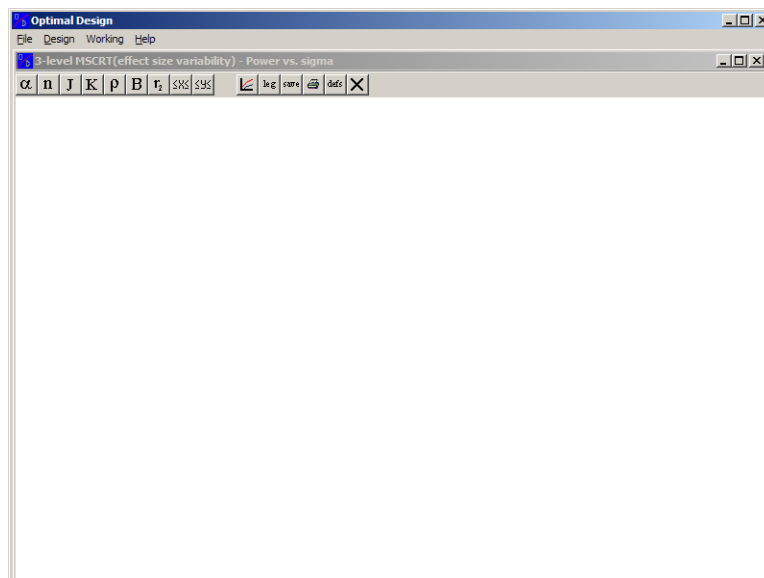 Optimal Design
File Design Working Help
3-level MSCRT(effect size variability) - Power vs. sigma
α n J K ρ B r₂ ≤X≤ ≤y≤ leg save defs X